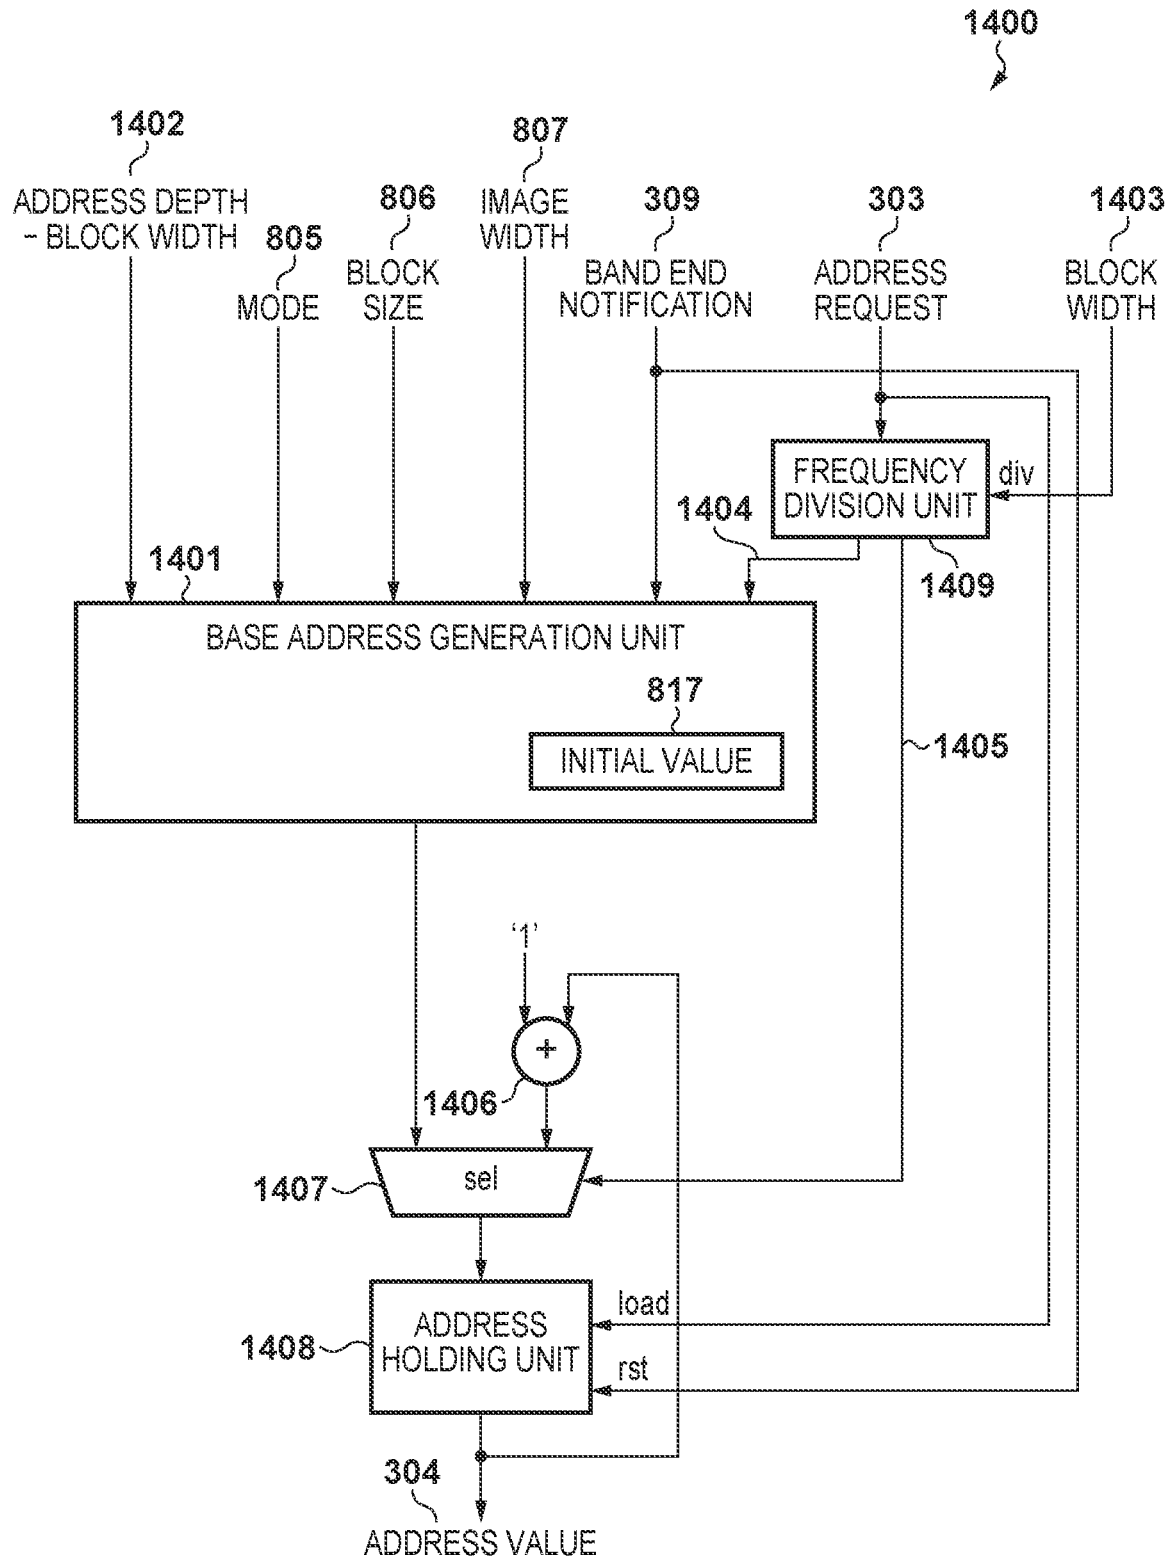 1400
1402
ADDRESS DEPTH
– BLOCK WIDTH
805
MODE
806
BLOCK
SIZE
807
IMAGE
WIDTH
309
BAND END
NOTIFICATION
303
ADDRESS
REQUEST
1403
BLOCK
WIDTH
FREQUENCY
DIVISION UNIT
div
1404
1409
1401
BASE ADDRESS GENERATION UNIT
817
INITIAL VALUE
1405
'1'
+
1406
1407
sel
1408
ADDRESS
HOLDING UNIT
load
rst
304
ADDRESS VALUE